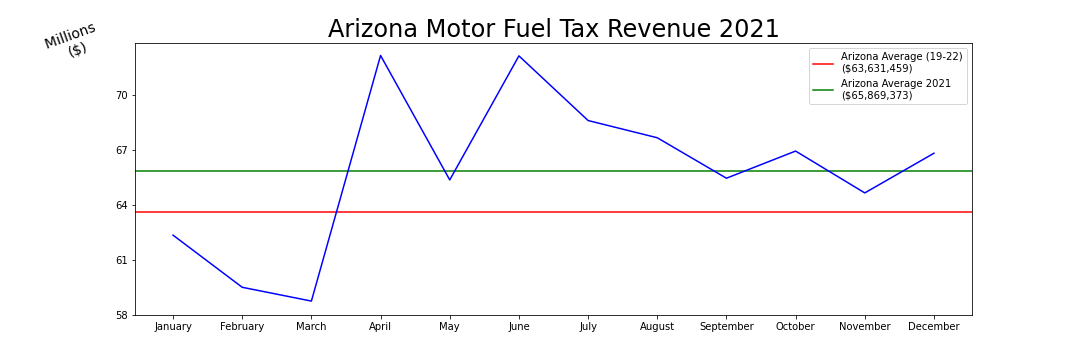 Arizona Motor Fuel Tax Revenue 2021
Millions
($)
Arizona Average (19-22)
($63,631,459)
Arizona Average 2021
($65,869,373)
70
67
64
61
58
January February March April May June July August September October November December